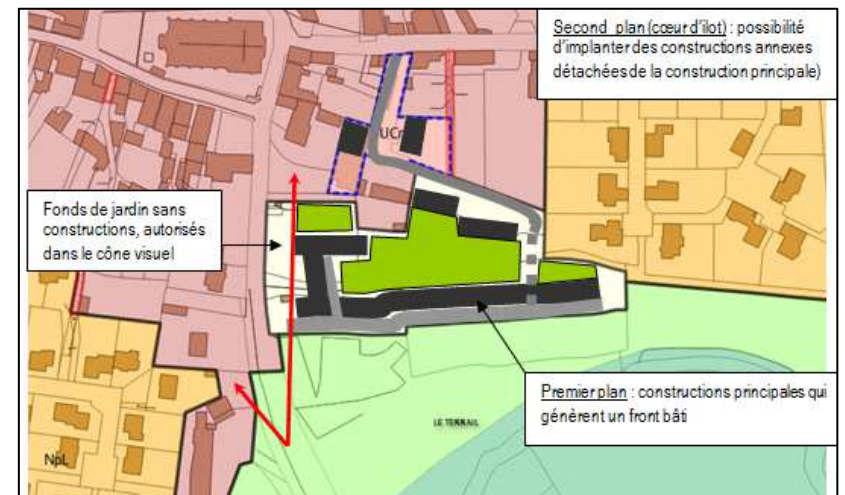 Second plan (cœur d'ilot) : possibilité
d'implanter des constructions annexes
détachées de la construction principale)
UCr
Fonds de jardin sans
constructions, autorisés
dans le cône visuel
Premier plan : constructions principales qui
génèrent un front bâti
LE TERRAIL
NpL